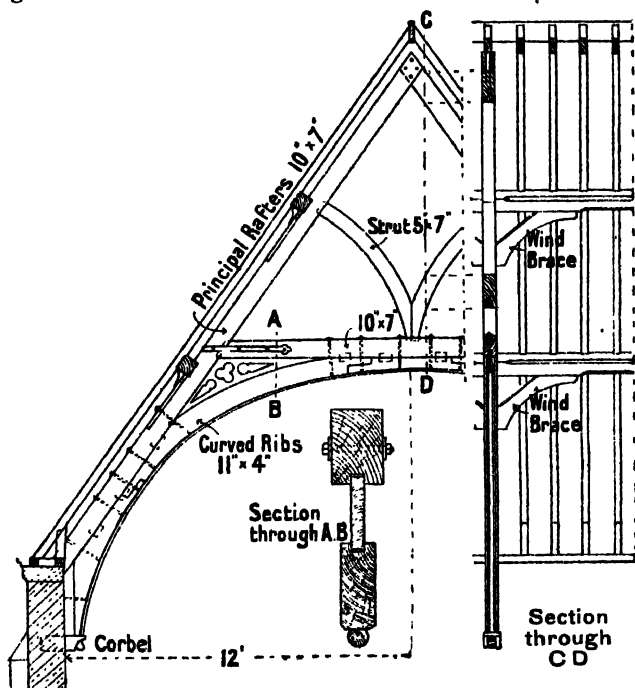 C
Principal Rafters 10"×7"
Strut 5"×7"
Wind
Brace
A
10"×7"
B
D
Curved Ribs
11"×4"
Wind
Brace
Section
through A.B
Corbel
12'
Section
through
C D